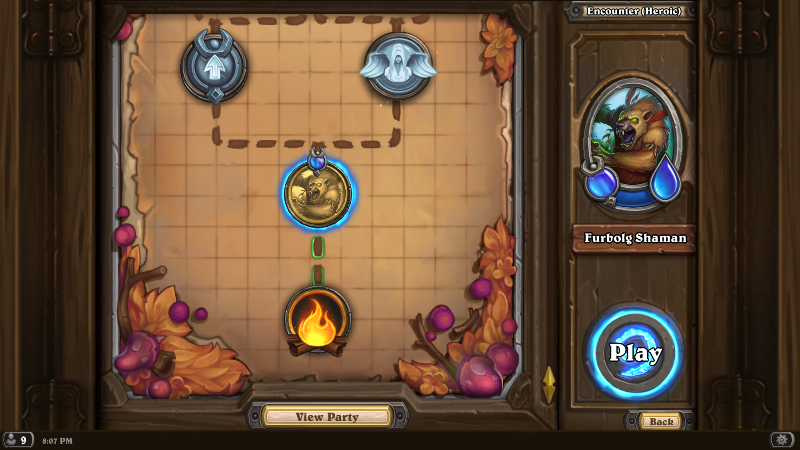 Encounter (Heroic)
Furbolg Shaman
Play
View Party
Back
9
8:07 PM